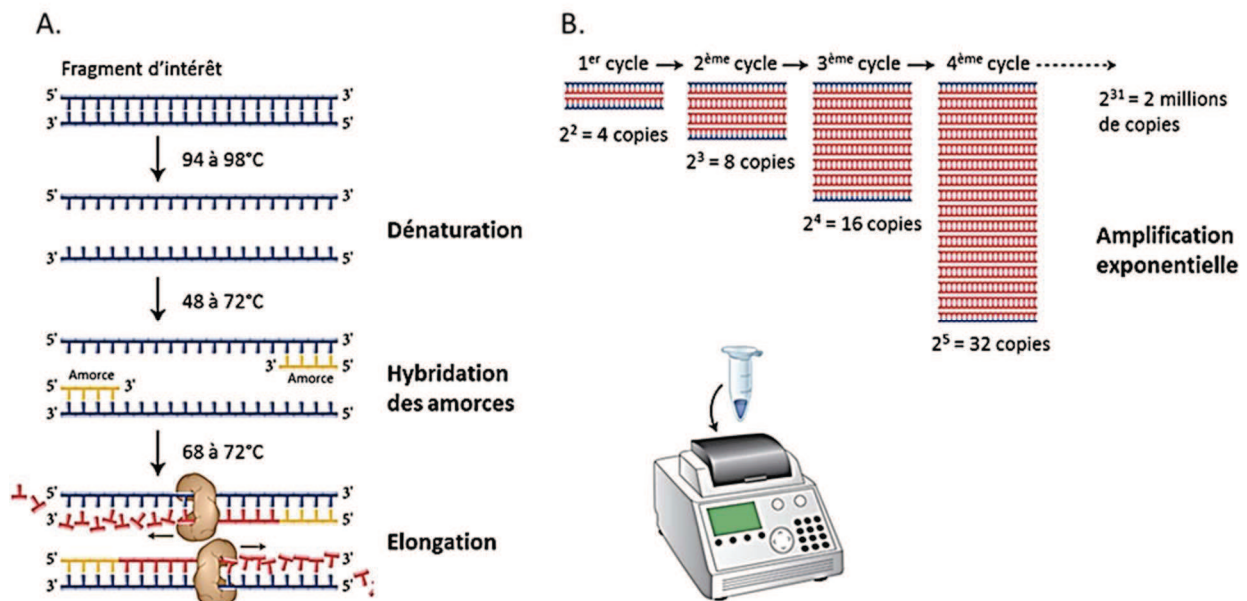 A.
Fragment d'intérêt
5' 3'
3' 5'
94 à 98°C
5' 3'
3' 5'
Dénaturation
48 à 72°C
5' 3'
3' 5'
Amorce
Amorce
5' 3'
3' 5'
Hybridation
des amorces
68 à 72°C
5' 3'
3' 5'
5' 3'
3' 5'
Elongation
B.
1er cycle 2ème cycle 3ème cycle 4ème cycle
2² = 4 copies
2³ = 8 copies
2⁴ = 16 copies
2⁵ = 32 copies
2³¹ = 2 millions
de copies
Amplification
exponentielle